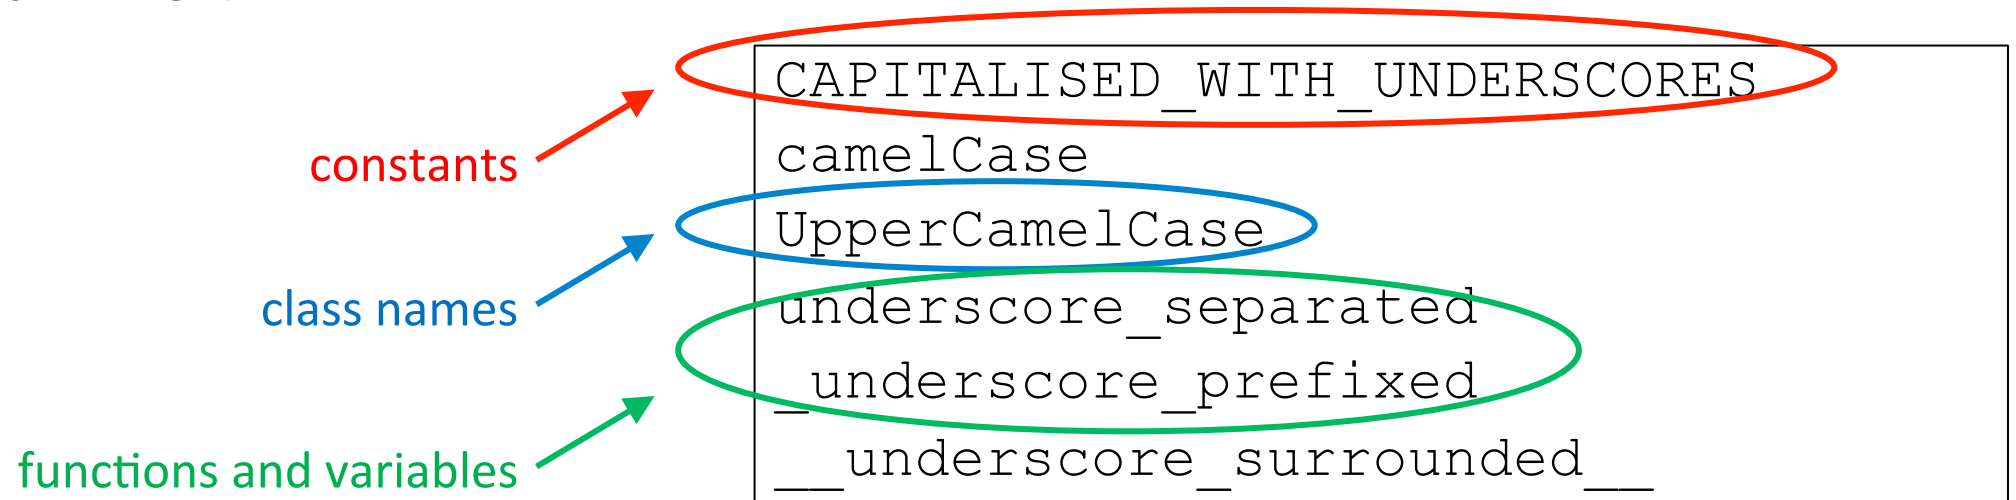 CAPITALISED_WITH_UNDERSCORES
constants
camelCase
UpperCamelCase
class names
underscore_separated
_underscore_prefixed
functions and variables
__underscore_surrounded__